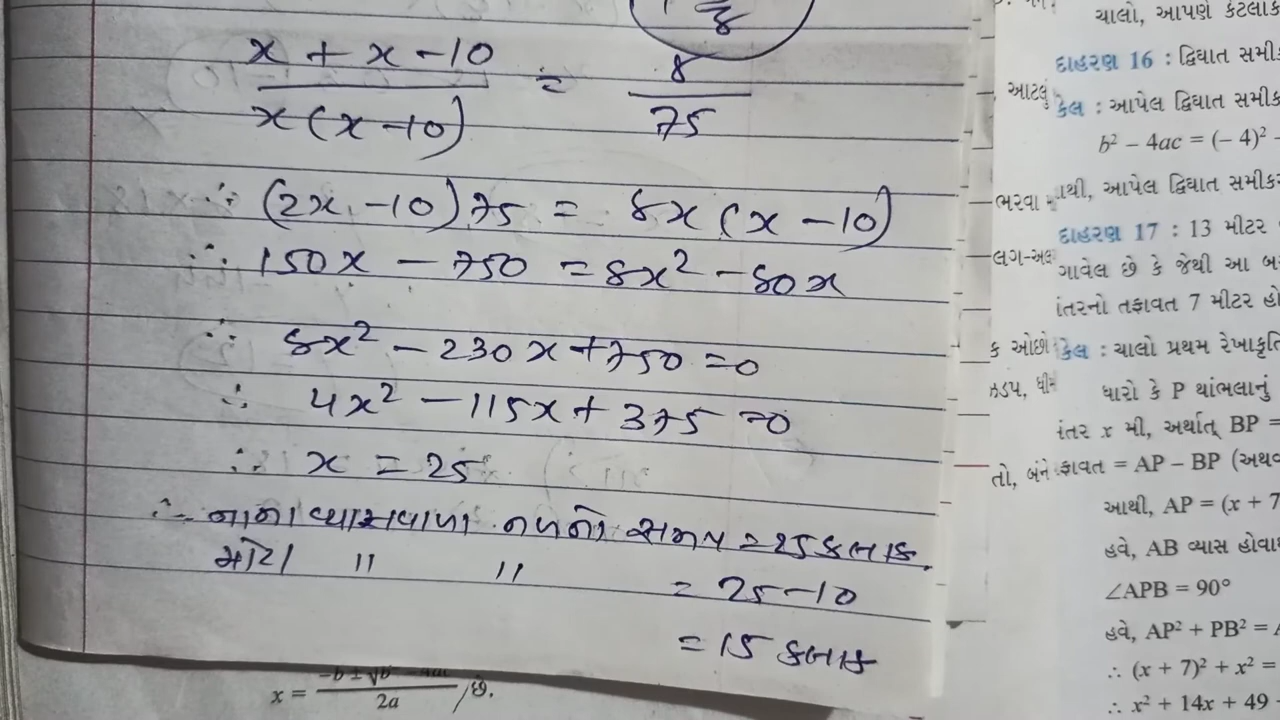 x + x - 10 / x(x - 10) = 8 / 75
∴ (2x - 10) 75 = 8x (x - 10)
∴ 150x - 750 = 8x² - 80x
∴ 8x² - 230x + 750 = 0
∴ 4x² - 115x + 375 = 0
∴ x = 25
∴ નાના વ્યાસવાળા નળનો સમય = 25 કલાક.
મોટા " " = 25 - 10
= 15 કલાક
2a છે.
ચાલો, આપણે કેટલાક
દાહરણ 16 : દ્વિઘાત સમી
આટલું
કેલ : આપેલ દ્વિઘાત સમીક
b² – 4ac = (– 4)²
ભરવા
ાથી, આપેલ દ્વિઘાત સમીકર
દાહરણ 17 : 13 મીટર
લગ-અલ
ગાવેલ છે કે જેથી આ બ
ંતરનો તફાવત 7 મીટર હો
ક ઓછો
કેલ : ચાલો પ્રથમ રેખાકૃતિ
ઝડપ, ધી
ધારો કે P થાંભલાનું
ંતર x મી, અર્થાત્ BP =
તો, બંને
ફાવત = AP – BP (અથવ
આથી, AP = (x + 7
હવે, AB વ્યાસ હોવા
∠APB = 90°
હવે, AP² + PB² =
∴ (x + 7)² + x² =
∴ x² + 14x + 49